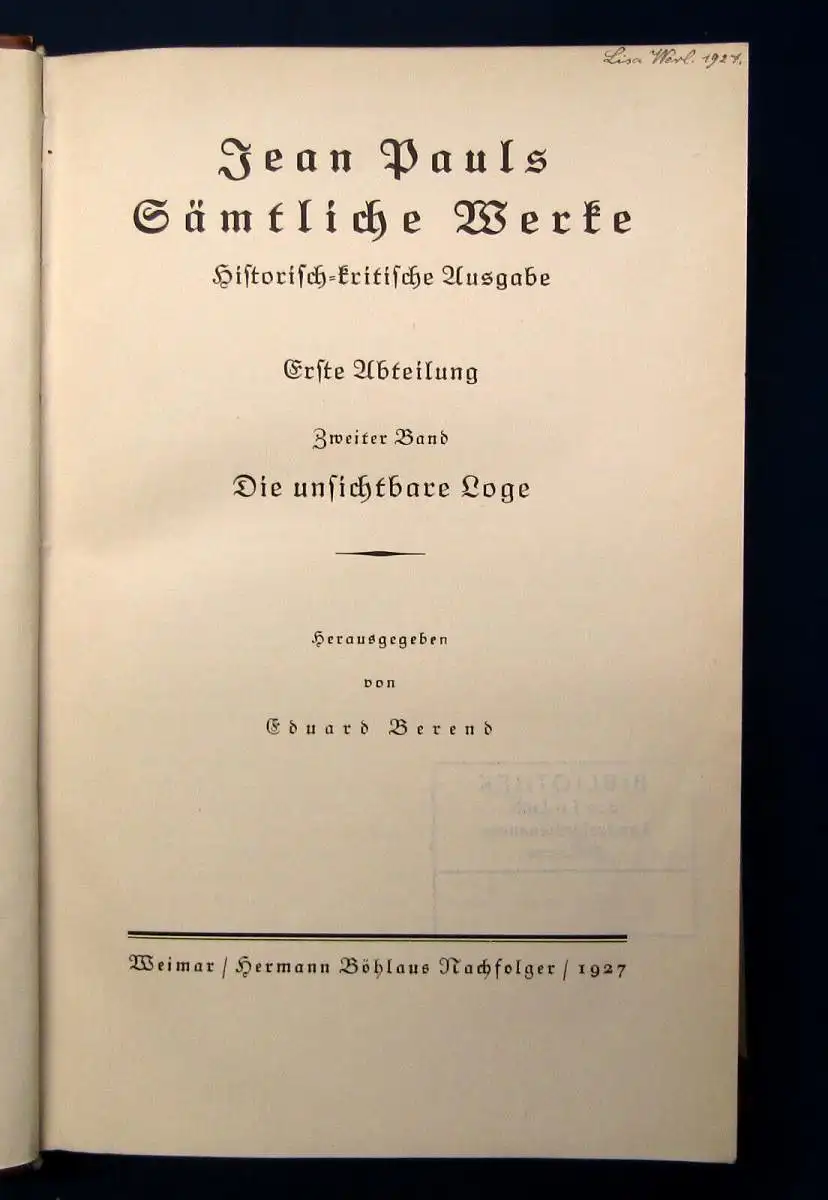 Lisa Werl. 1927.
Jean Pauls
Sämtliche Werke
Hiſtoriſch-kritiſche Ausgabe
Erſte Abteilung
Zweiter Band
Die unſichtbare Loge
Herausgegeben
von
Eduard Berend
BIBLIOTHEK
Weimar / Hermann Böhlaus Nachfolger / 1927